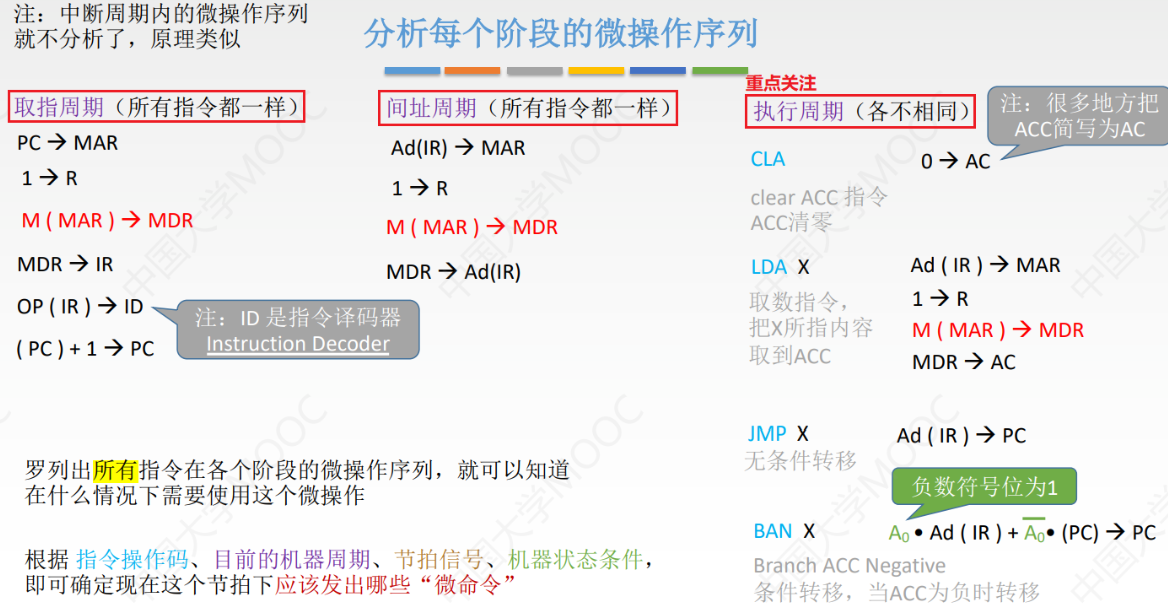 注：中断周期内的微操作序列
就不分析了，原理类似
分析每个阶段的微操作序列
取指周期（所有指令都一样）
PC → MAR
1 → R
M ( MAR ) → MDR
MDR → IR
OP ( IR ) → ID
( PC ) + 1 → PC
注：ID 是指令译码器
Instruction Decoder
间址周期（所有指令都一样）
Ad(IR) → MAR
1 → R
M ( MAR ) → MDR
MDR → Ad(IR)
重点关注
执行周期（各不相同）
注：很多地方把
ACC简写为AC
CLA
0 → AC
clear ACC 指令
ACC清零
LDA X
取数指令，
把X所指内容
取到ACC
Ad ( IR ) → MAR
1 → R
M ( MAR ) → MDR
MDR → AC
JMP X
Ad ( IR ) → PC
无条件转移
负数符号位为1
BAN X
A₀ • Ad ( IR ) + A̅₀ • (PC) → PC
Branch ACC Negative
条件转移，当ACC为负时转移
罗列出所有指令在各个阶段的微操作序列，就可以知道
在什么情况下需要使用这个微操作
根据 指令操作码、目前的机器周期、节拍信号、机器状态条件，
即可确定现在这个节拍下应该发出哪些“微命令”
中国大学MOOC